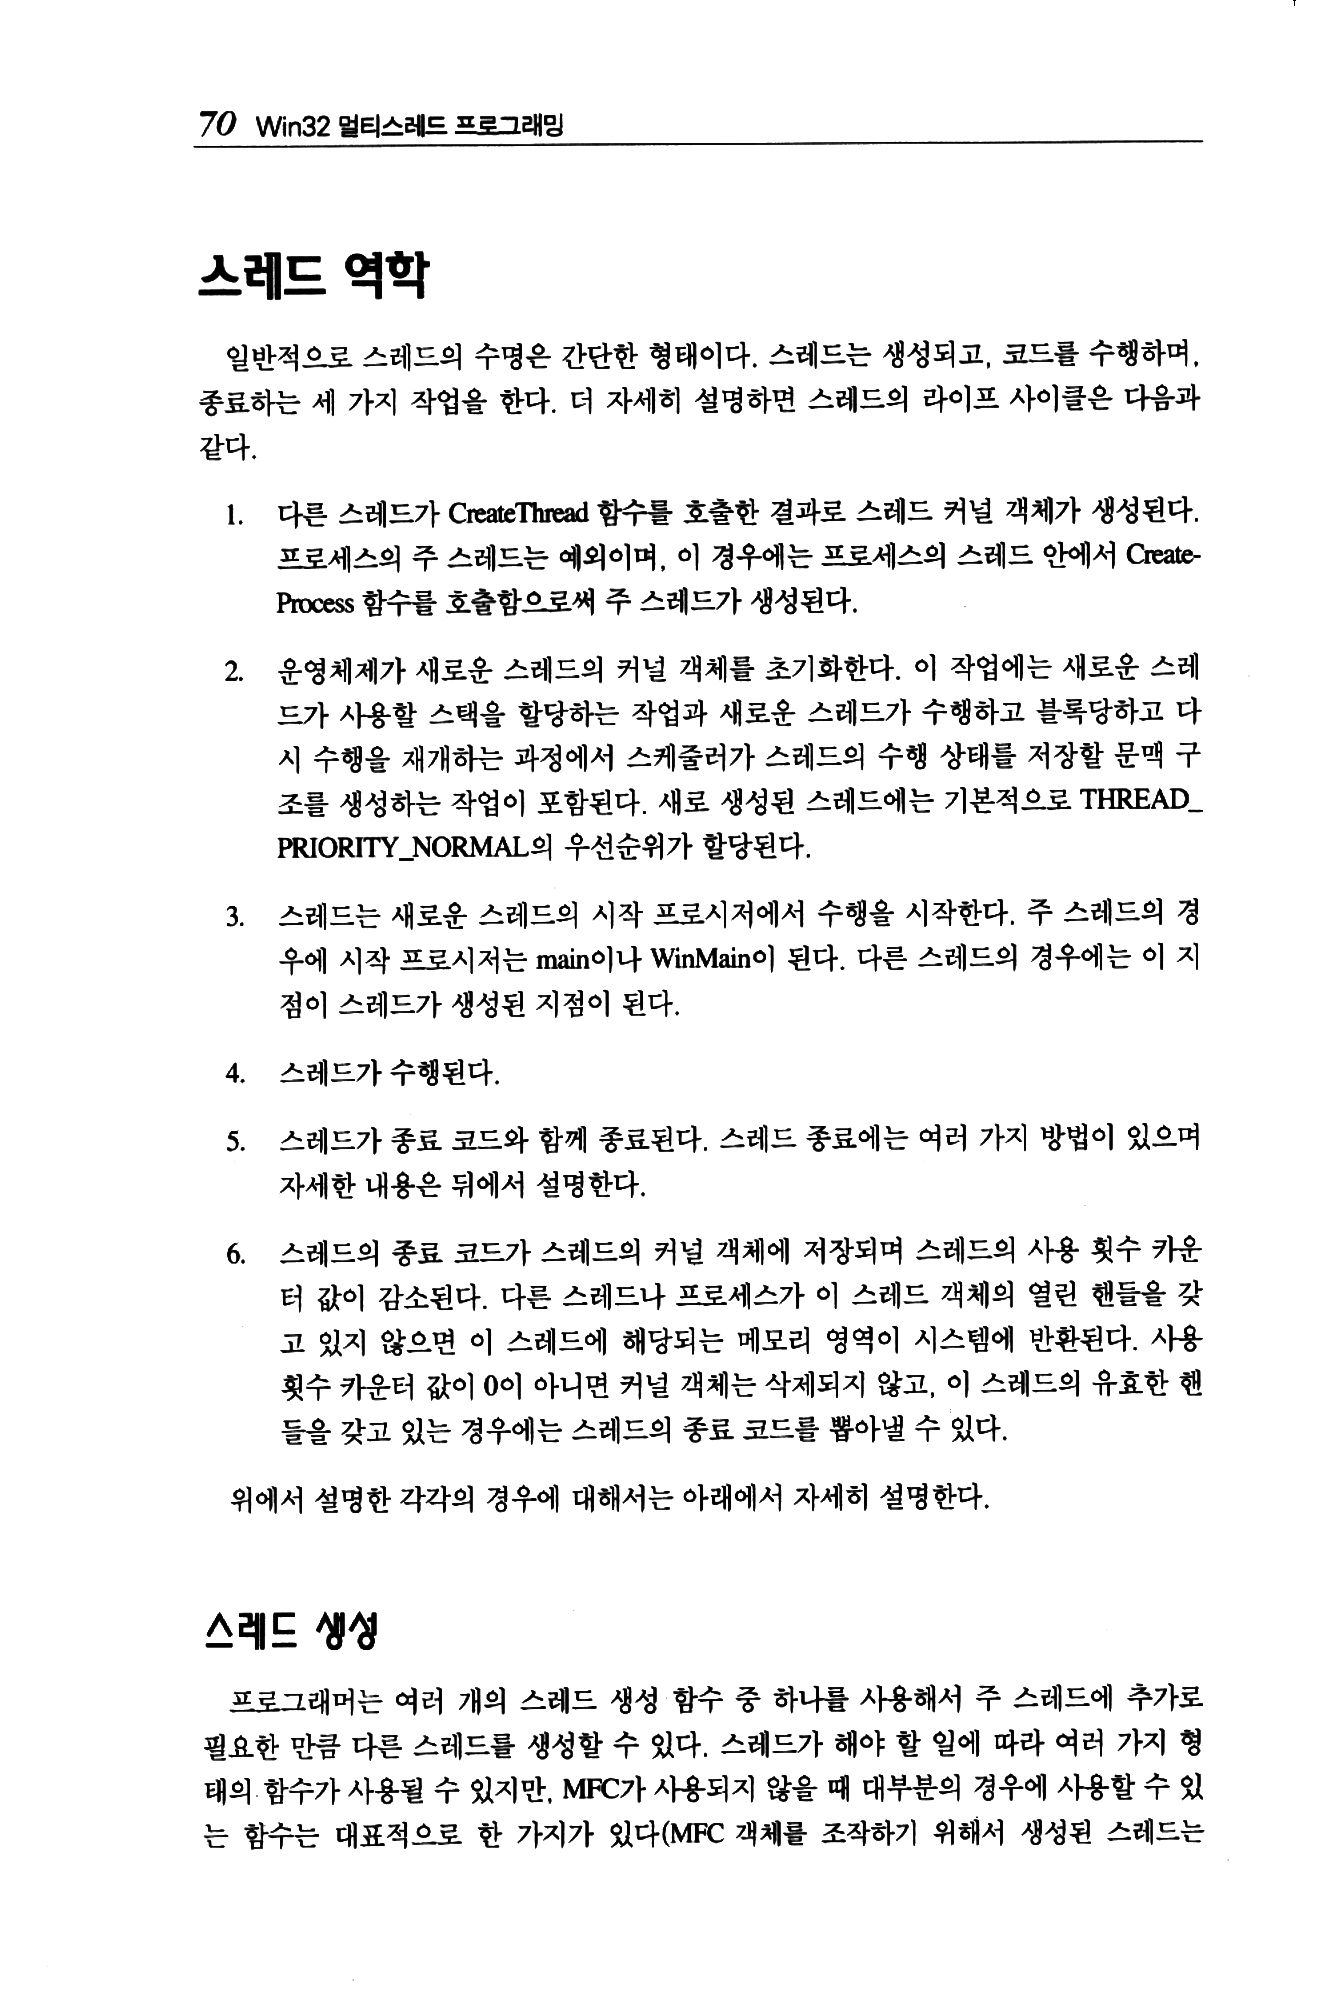 70 Win32 멀티스레드 프로그래밍
스레드 역학
일반적으로 스레드의 수명은 간단한 형태이다. 스레드는 생성되고, 코드를 수행하며,
종료하는 세 가지 작업을 한다. 더 자세히 설명하면 스레드의 라이프 사이클은 다음과
같다.
1. 다른 스레드가 CreateThread 함수를 호출한 결과로 스레드 커널 객체가 생성된다.
프로세스의 주 스레드는 예외이며, 이 경우에는 프로세스의 스레드 안에서 Create-
Process 함수를 호출함으로써 주 스레드가 생성된다.
2. 운영체제가 새로운 스레드의 커널 객체를 초기화한다. 이 작업에는 새로운 스레
드가 사용할 스택을 할당하는 작업과 새로운 스레드가 수행하고 블록당하고 다
시 수행을 재개하는 과정에서 스케줄러가 스레드의 수행 상태를 저장할 문맥 구
조를 생성하는 작업이 포함된다. 새로 생성된 스레드에는 기본적으로 THREAD_
PRIORITY_NORMAL의 우선순위가 할당된다.
3. 스레드는 새로운 스레드의 시작 프로시저에서 수행을 시작한다. 주 스레드의 경
우에 시작 프로시저는 main이나 WinMain이 된다. 다른 스레드의 경우에는 이 지
점이 스레드가 생성된 지점이 된다.
4. 스레드가 수행된다.
5. 스레드가 종료 코드와 함께 종료된다. 스레드 종료에는 여러 가지 방법이 있으며
자세한 내용은 뒤에서 설명한다.
6. 스레드의 종료 코드가 스레드의 커널 객체에 저장되며 스레드의 사용 횟수 카운
터 값이 감소된다. 다른 스레드나 프로세스가 이 스레드 객체의 열린 핸들을 갖
고 있지 않으면 이 스레드에 해당되는 메모리 영역이 시스템에 반환된다. 사용
횟수 카운터 값이 0이 아니면 커널 객체는 삭제되지 않고, 이 스레드의 유효한 핸
들을 갖고 있는 경우에는 스레드의 종료 코드를 뽑아낼 수 있다.
위에서 설명한 각각의 경우에 대해서는 아래에서 자세히 설명한다.
스레드 생성
프로그래머는 여러 개의 스레드 생성 함수 중 하나를 사용해서 주 스레드에 추가로
필요한 만큼 다른 스레드를 생성할 수 있다. 스레드가 해야 할 일에 따라 여러 가지 형
태의 함수가 사용될 수 있지만, MFC가 사용되지 않을 때 대부분의 경우에 사용할 수 있
는 함수는 대표적으로 한 가지가 있다(MFC 객체를 조작하기 위해서 생성된 스레드는